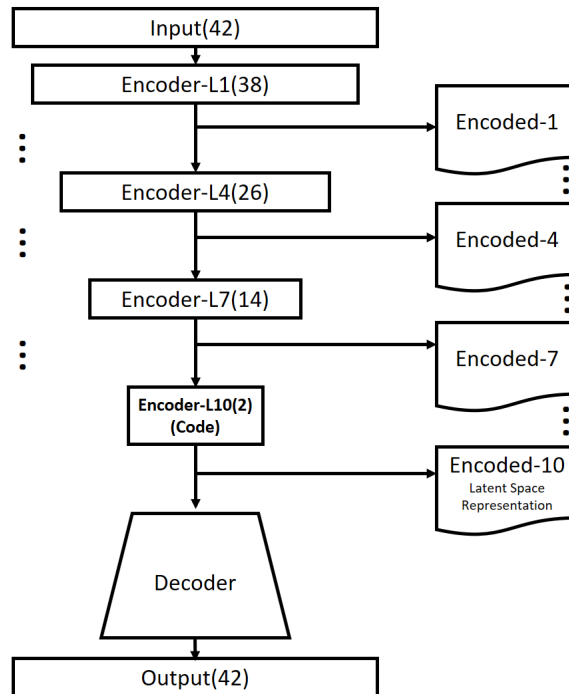 Input(42)
Encoder-L1(38)
Encoded-1
Encoder-L4(26)
Encoded-4
Encoder-L7(14)
Encoded-7
Encoder-L10(2)
(Code)
Encoded-10
Latent Space
Representation
Decoder
Output(42)